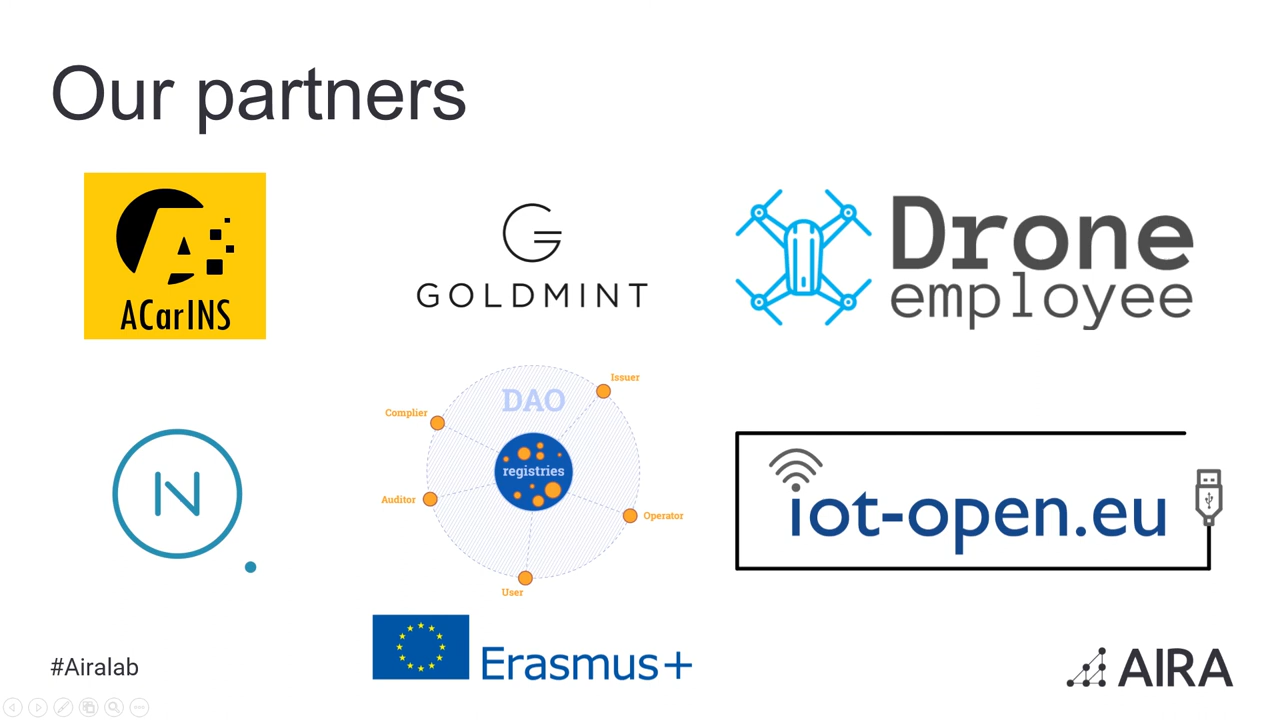 Our partners
ACarINS
GOLDMINT
Drone
employee
N
DAO
Issuer
Complier
registries
Auditor
Operator
User
iot-open.eu
Erasmus+
#Airalab
AIRA